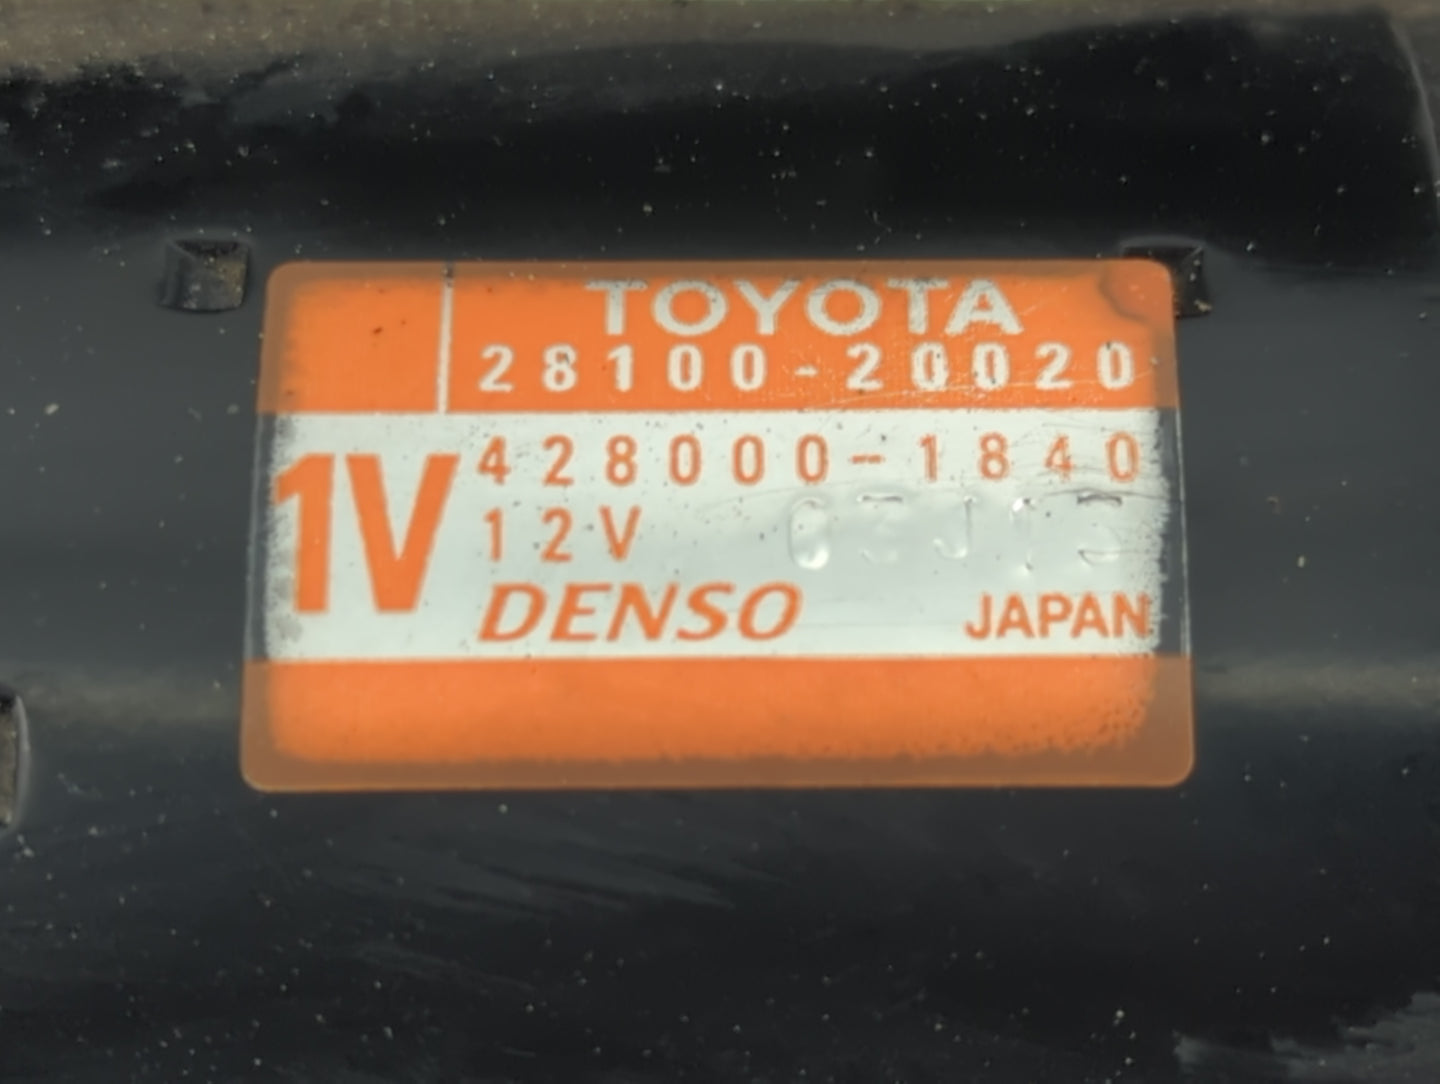 TOYOTA
28100-20020
1V
428000-1840
12V
DENSO
JAPAN